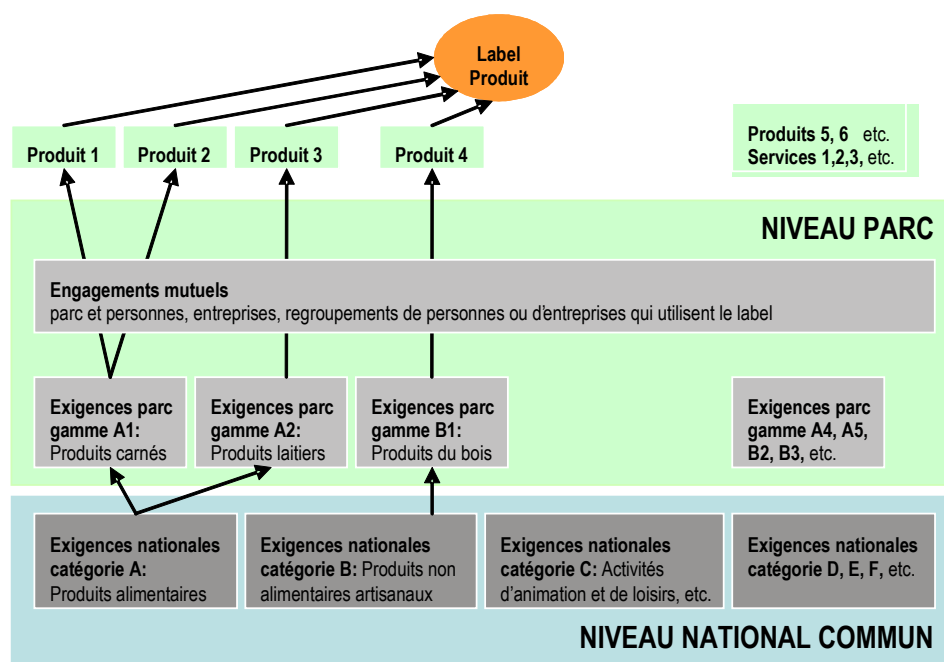 Label
Produit
Produit 1
Produit 2
Produit 3
Produit 4
Produits 5, 6 etc.
Services 1,2,3, etc.
NIVEAU PARC
Engagements mutuels
parc et personnes, entreprises, regroupements de personnes ou d'entreprises qui utilisent le label
Exigences parc
gamme A1:
Produits carnés
Exigences parc
gamme A2:
Produits laitiers
Exigences parc
gamme B1:
Produits du bois
Exigences parc
gamme A4, A5,
B2, B3, etc.
Exigences nationales
catégorie A:
Produits alimentaires
Exigences nationales
catégorie B: Produits non
alimentaires artisanaux
Exigences nationales
catégorie C: Activités
d'animation et de loisirs, etc.
Exigences nationales
catégorie D, E, F, etc.
NIVEAU NATIONAL COMMUN